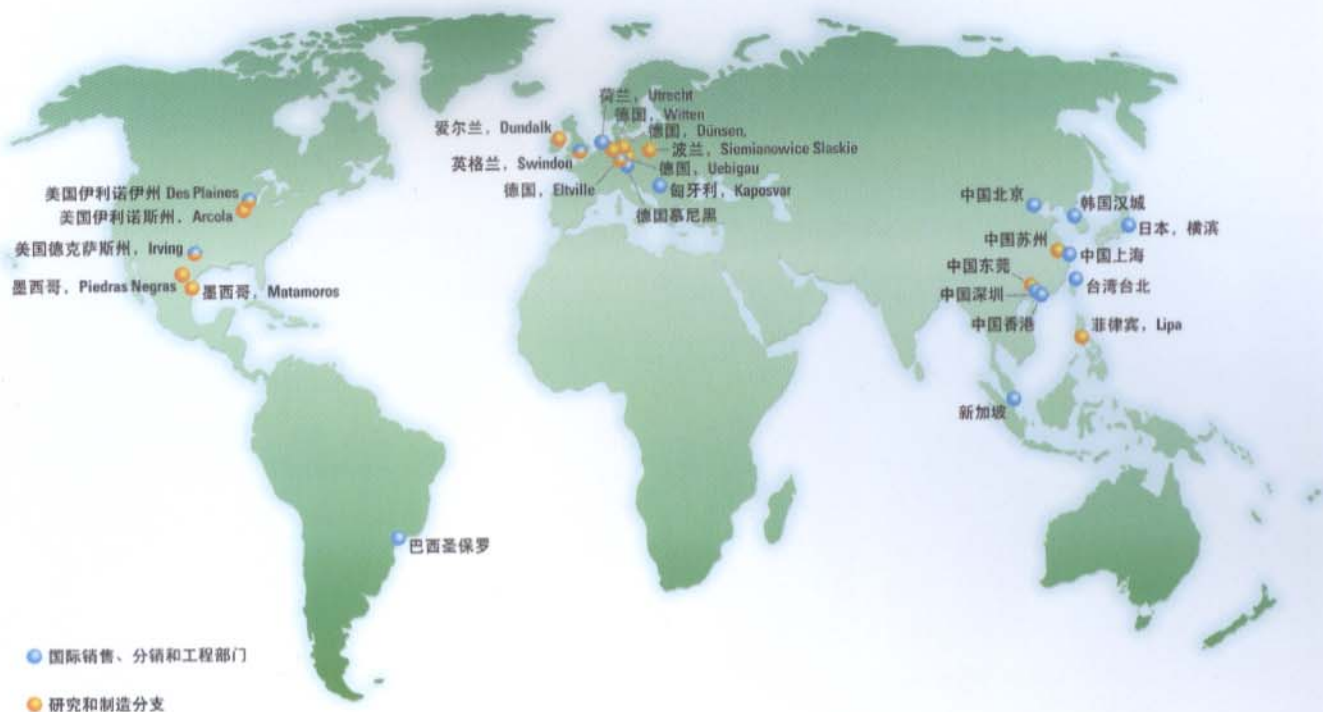 荷兰，Utrecht
德国，Witten
爱尔兰，Dundalk
德国，Dünsen,
波兰，Siemianowice Slaskie
英格兰，Swindon
德国，Uebigau
德国，Eltville
匈牙利，Kaposvar
德国慕尼黑
美国伊利诺伊州 Des Plaines
美国伊利诺斯州，Arcola
美国德克萨斯州，Irving
墨西哥，Piedras Negras
墨西哥，Matamoros
中国北京
韩国汉城
日本，横滨
中国苏州
中国上海
中国东莞
台湾台北
中国深圳
中国香港
菲律宾，Lipa
新加坡
巴西圣保罗
国际销售、分销和工程部门
研究和制造分支